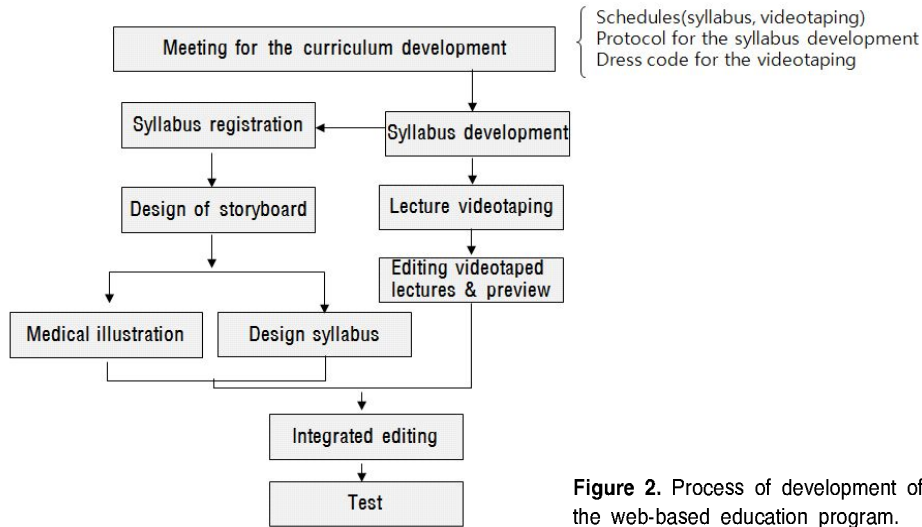 Meeting for the curriculum development
Schedules(syllabus, videotaping)
Protocol for the syllabus development
Dress code for the videotaping
Syllabus registration
Syllabus development
Design of storyboard
Lecture videotaping
Editing videotaped
lectures & preview
Medical illustration
Design syllabus
Integrated editing
Test
Figure 2. Process of development of
the web-based education program.